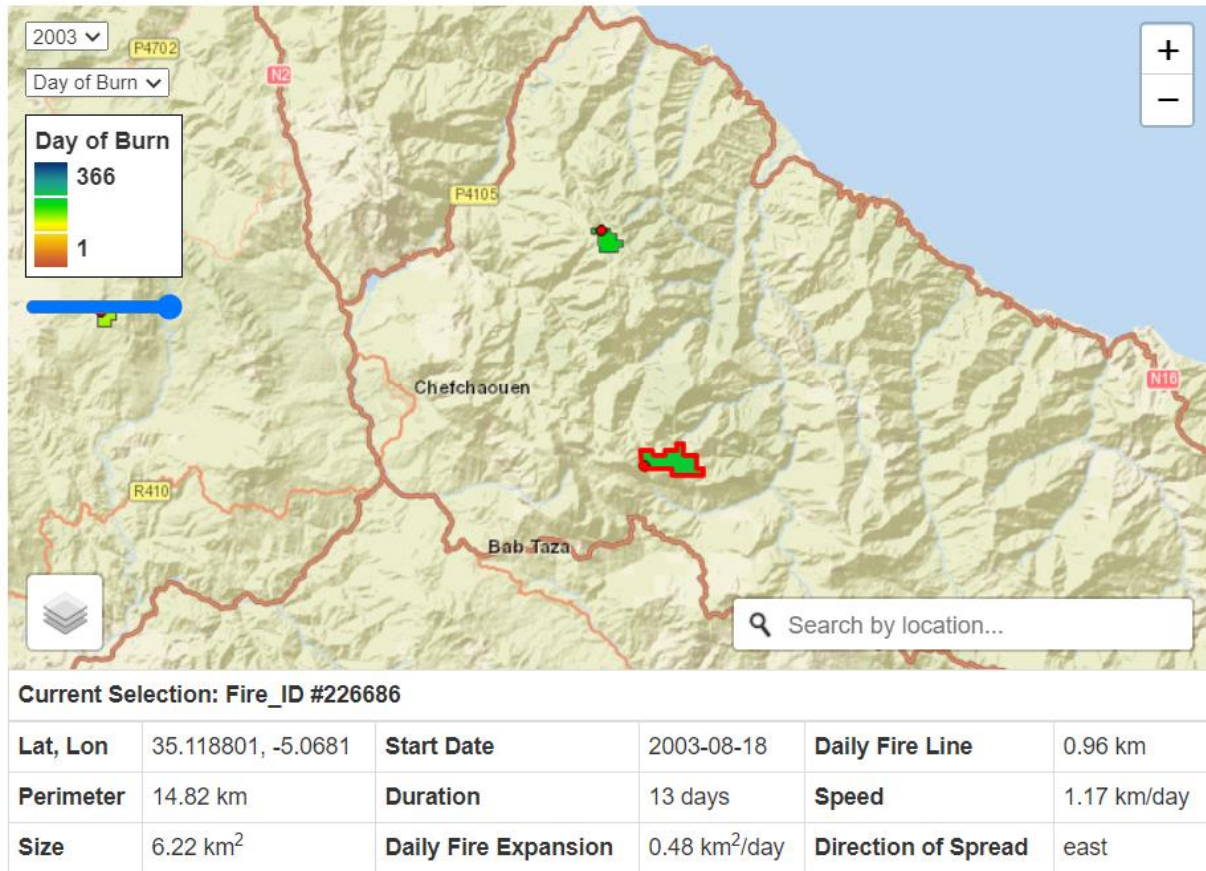 2003
P4702
N2
Day of Burn
Day of Burn
366
1
+
−
P4105
Chefchaouen
N16
R410
Bab Taza
Search by location...
Current Selection: Fire_ID #226686
Lat, Lon 35.118801, -5.0681 Start Date 2003-08-18 Daily Fire Line 0.96 km
Perimeter 14.82 km Duration 13 days Speed 1.17 km/day
Size 6.22 km² Daily Fire Expansion 0.48 km²/day Direction of Spread east